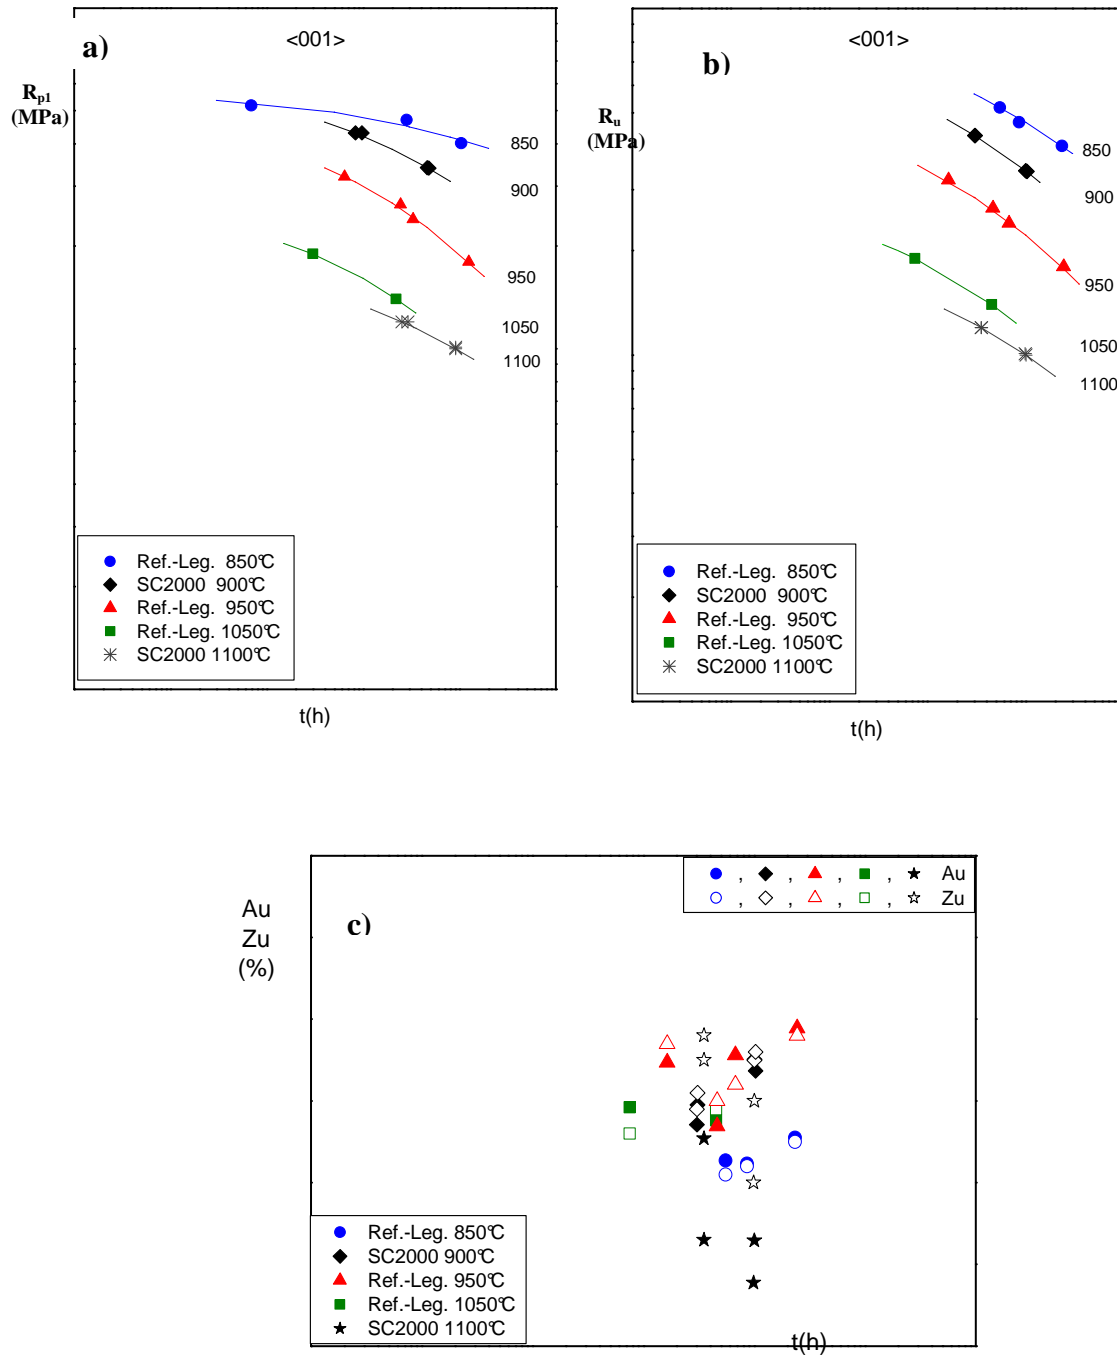 a)
<001>
R_p1
(MPa)
850
900
950
1050
1100
Ref.-Leg. 850°C
SC2000 900°C
Ref.-Leg. 950°C
Ref.-Leg. 1050°C
SC2000 1100°C
t(h)
b)
<001>
R_u
(MPa)
850
900
950
1050
1100
Ref.-Leg. 850°C
SC2000 900°C
Ref.-Leg. 950°C
Ref.-Leg. 1050°C
SC2000 1100°C
t(h)
, , , , Au
, , , , Zu
Au
Zu
(%)
c)
Ref.-Leg. 850°C
SC2000 900°C
Ref.-Leg. 950°C
Ref.-Leg. 1050°C
SC2000 1100°C
t(h)